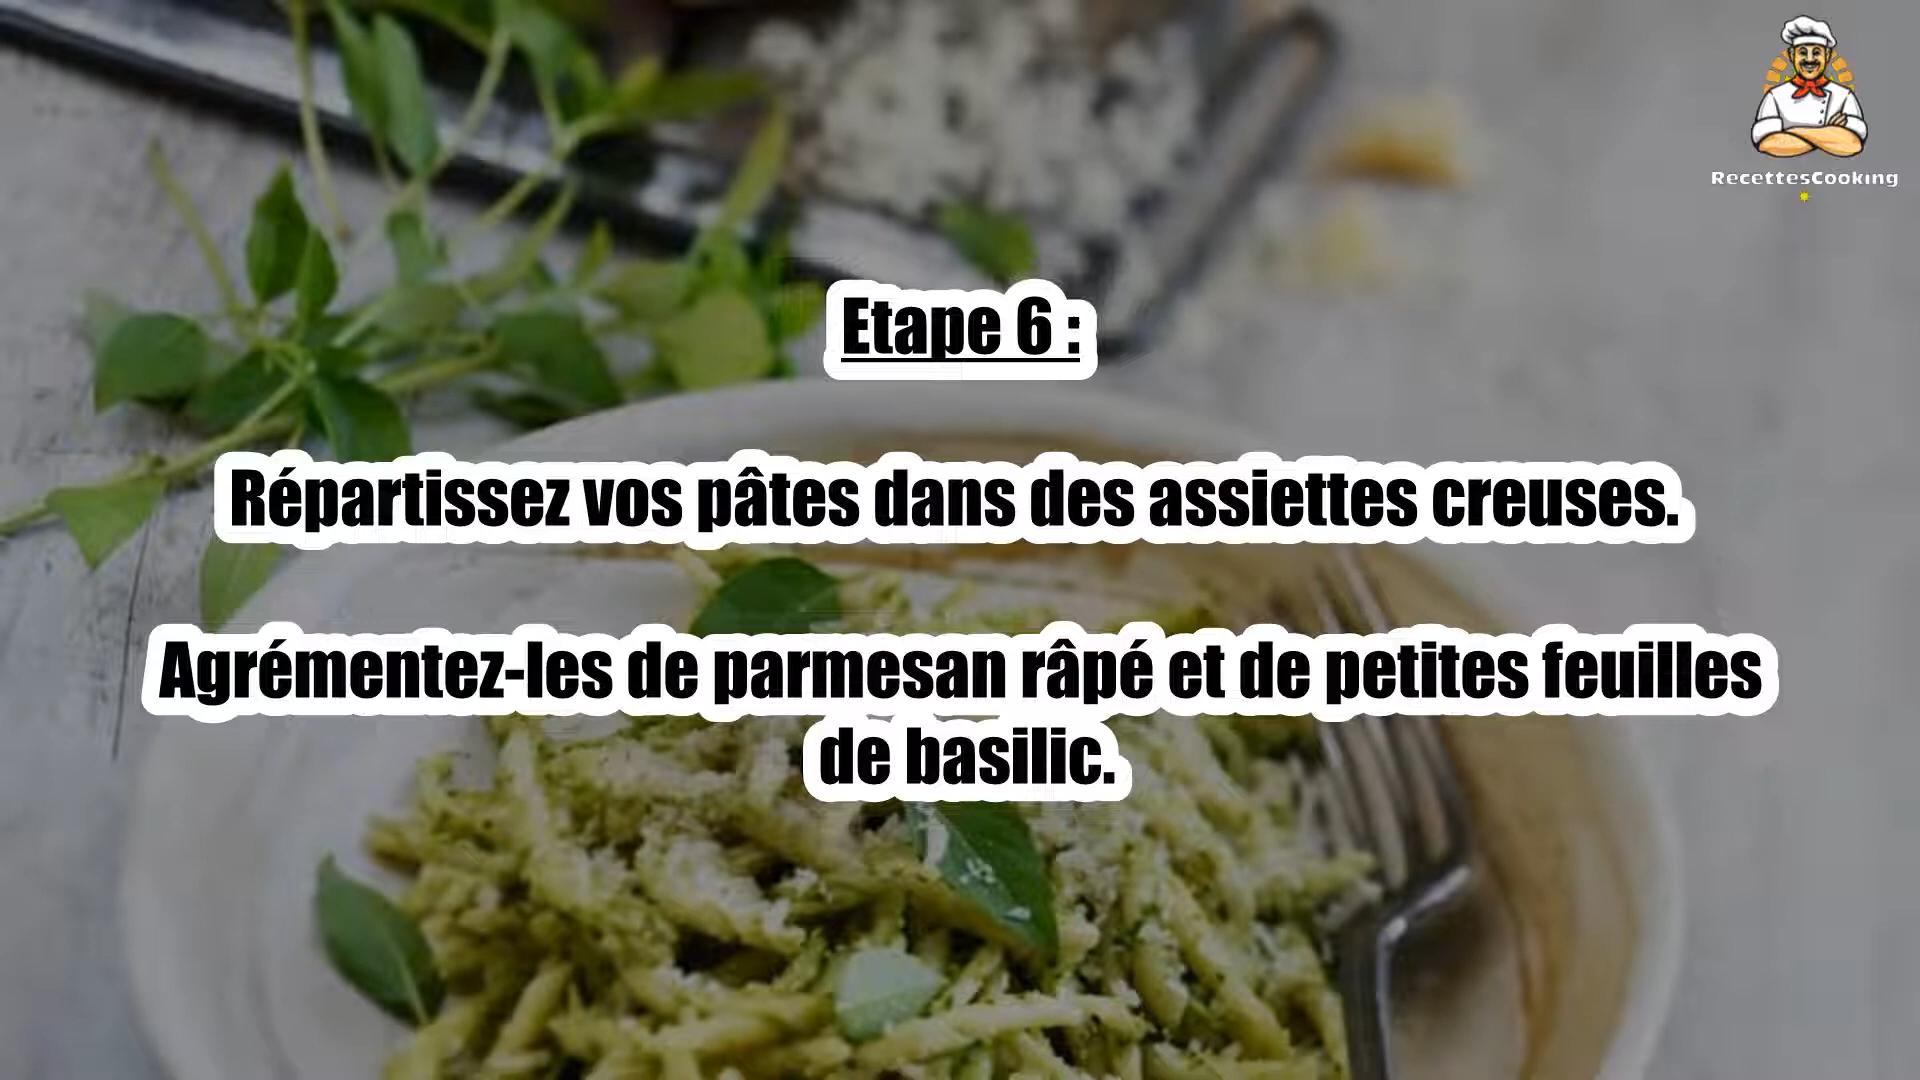 RecettesCooking
Etape 6 :
Répartissez vos pâtes dans des assiettes creuses.
Agrémentez-les de parmesan râpé et de petites feuilles
de basilic.